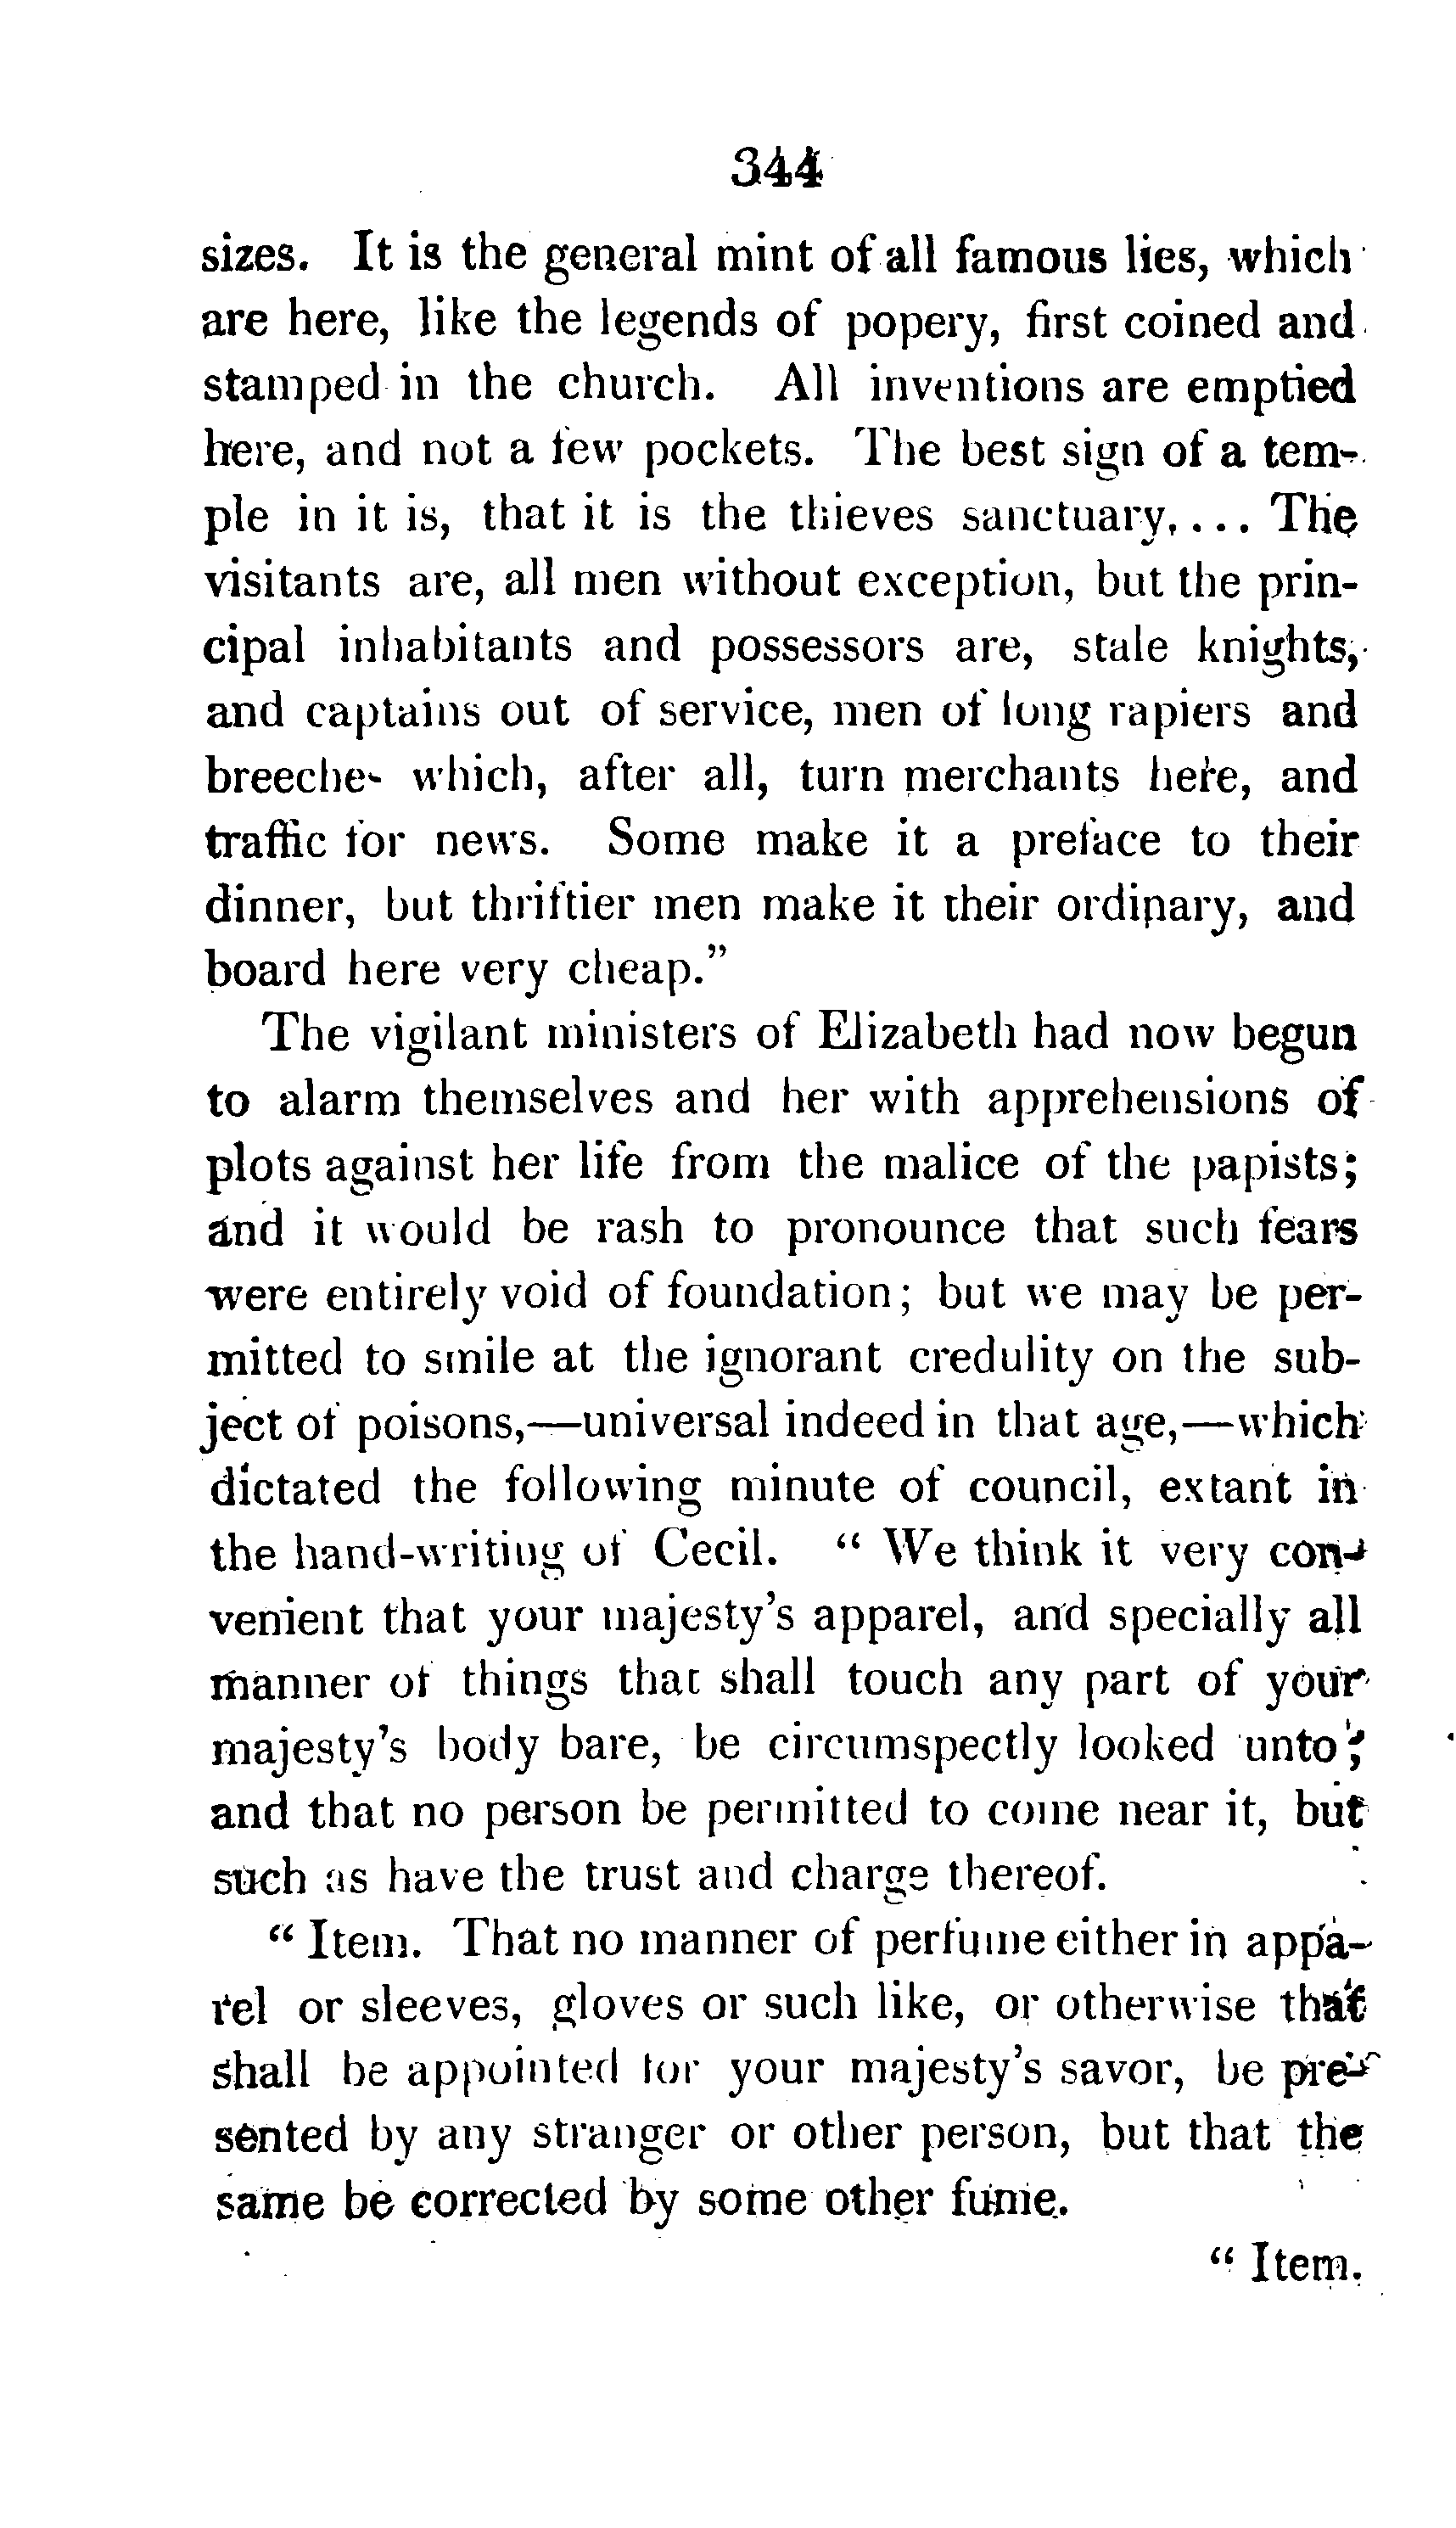 344
sizes. It is the general mint of all famous lies, which
are here, like the legends of popery, first coined and
stamped in the church. All inventions are emptied
here, and not a few pockets. The best sign of a tem-
ple in it is, that it is the thieves sanctuary.... The
visitants are, all men without exception, but the prin-
cipal inhabitants and possessors are, stale knights,
and captains out of service, men of long rapiers and
breeches which, after all, turn merchants here, and
traffic for news. Some make it a preface to their
dinner, but thriftier men make it their ordinary, and
board here very cheap."
The vigilant ministers of Elizabeth had now begun
to alarm themselves and her with apprehensions of
plots against her life from the malice of the papists;
and it would be rash to pronounce that such fears
were entirely void of foundation; but we may be per-
mitted to smile at the ignorant credulity on the sub-
ject of poisons,—universal indeed in that age,—which
dictated the following minute of council, extant in
the hand-writing of Cecil. " We think it very con-
venient that your majesty's apparel, and specially all
manner of things that shall touch any part of your
majesty's body bare, be circumspectly looked unto;
and that no person be permitted to come near it, but
such as have the trust and charge thereof.
" Item. That no manner of perfume either in appa-
rel or sleeves, gloves or such like, or otherwise that
shall be appointed for your majesty's savor, be pre-
sented by any stranger or other person, but that the
same be corrected by some other fume.
" Item.